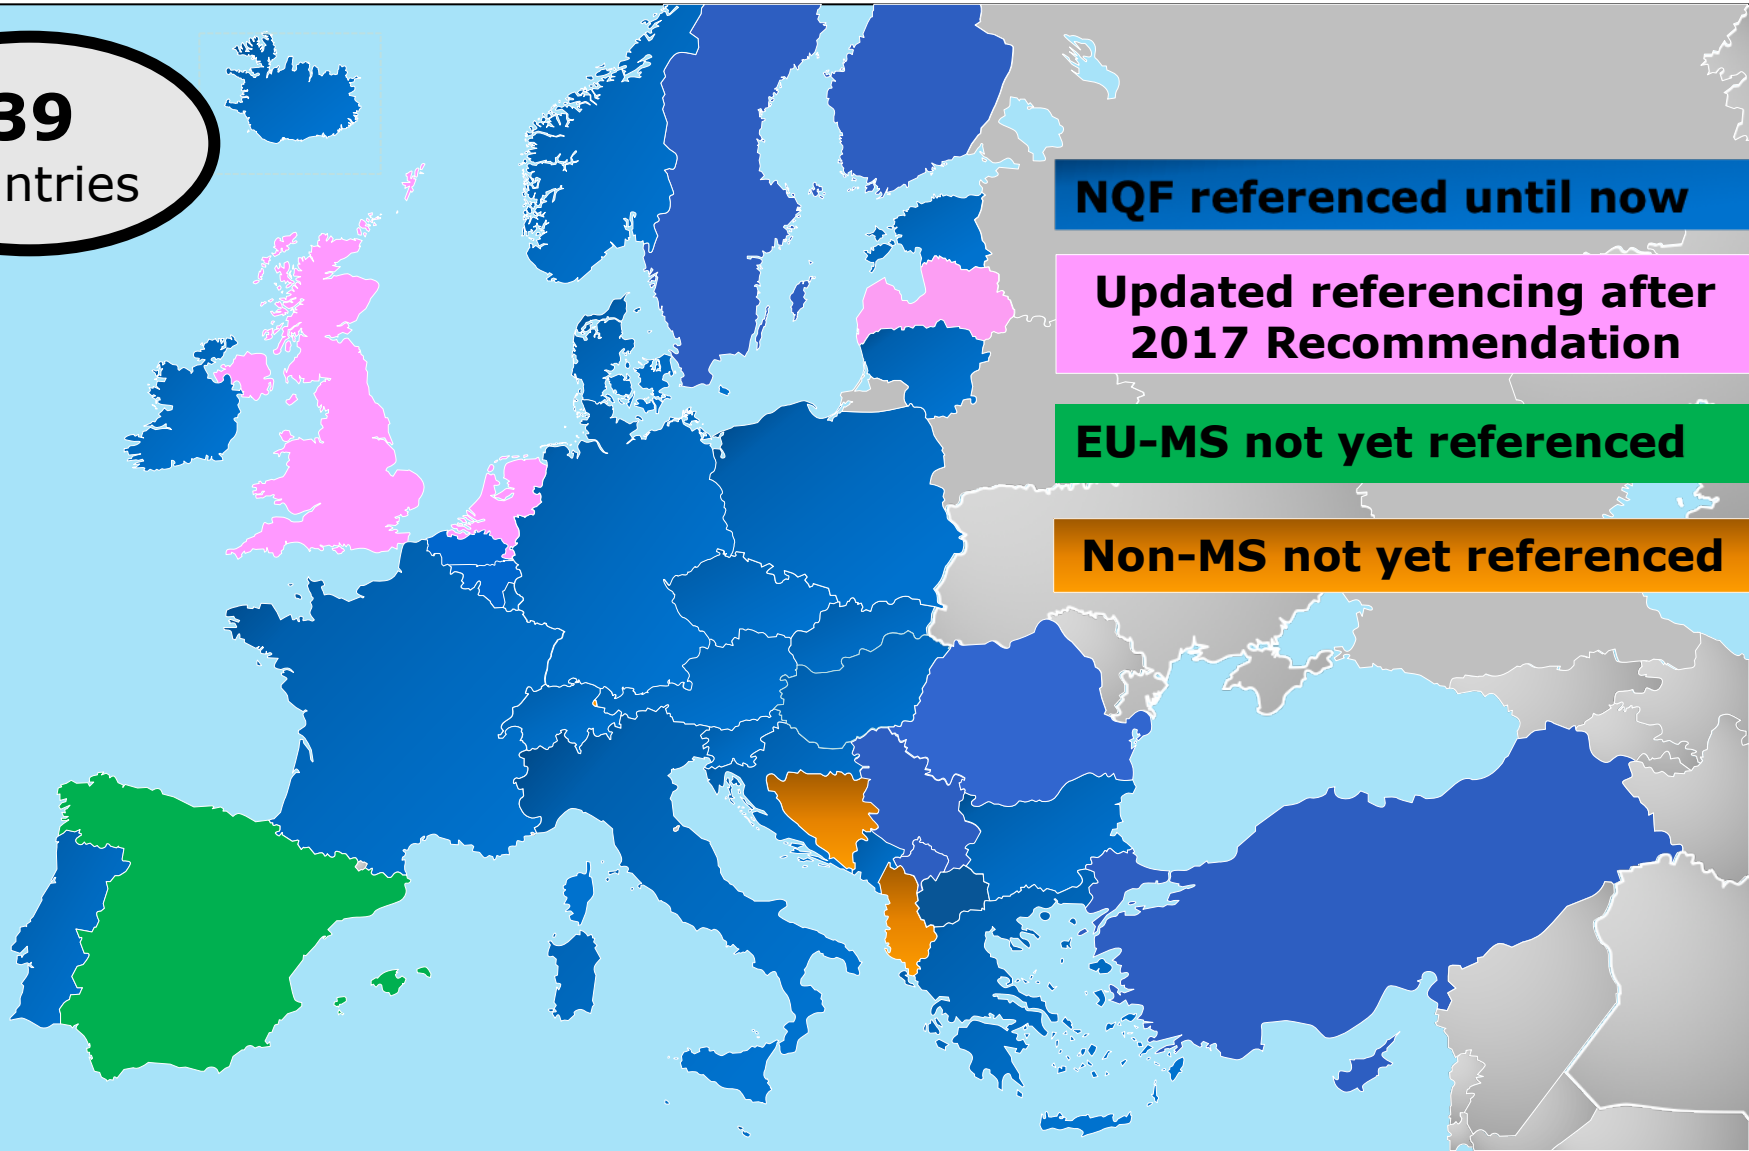 39
ntries
NQF referenced until now
Updated referencing after
2017 Recommendation
EU-MS not yet referenced
Non-MS not yet referenced